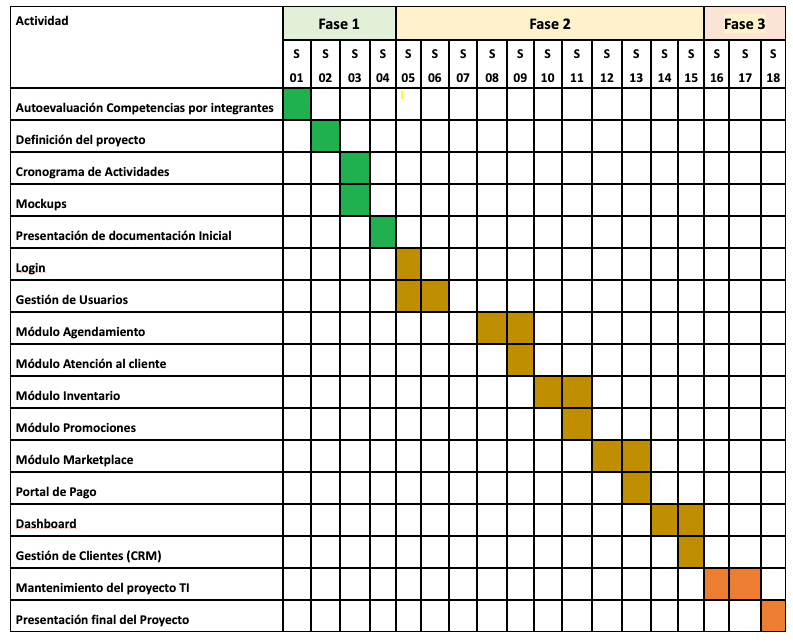 Actividad Fase 1 Fase 2 Fase 3
S S S S S S S S S S S S S S S S S S
01 02 03 04 05 06 07 08 09 10 11 12 13 14 15 16 17 18
Autoevaluación Competencias por integrantes
Definición del proyecto
Cronograma de Actividades
Mockups
Presentación de documentación Inicial
Login
Gestión de Usuarios
Módulo Agendamiento
Módulo Atención al cliente
Módulo Inventario
Módulo Promociones
Módulo Marketplace
Portal de Pago
Dashboard
Gestión de Clientes (CRM)
Mantenimiento del proyecto TI
Presentación final del Proyecto